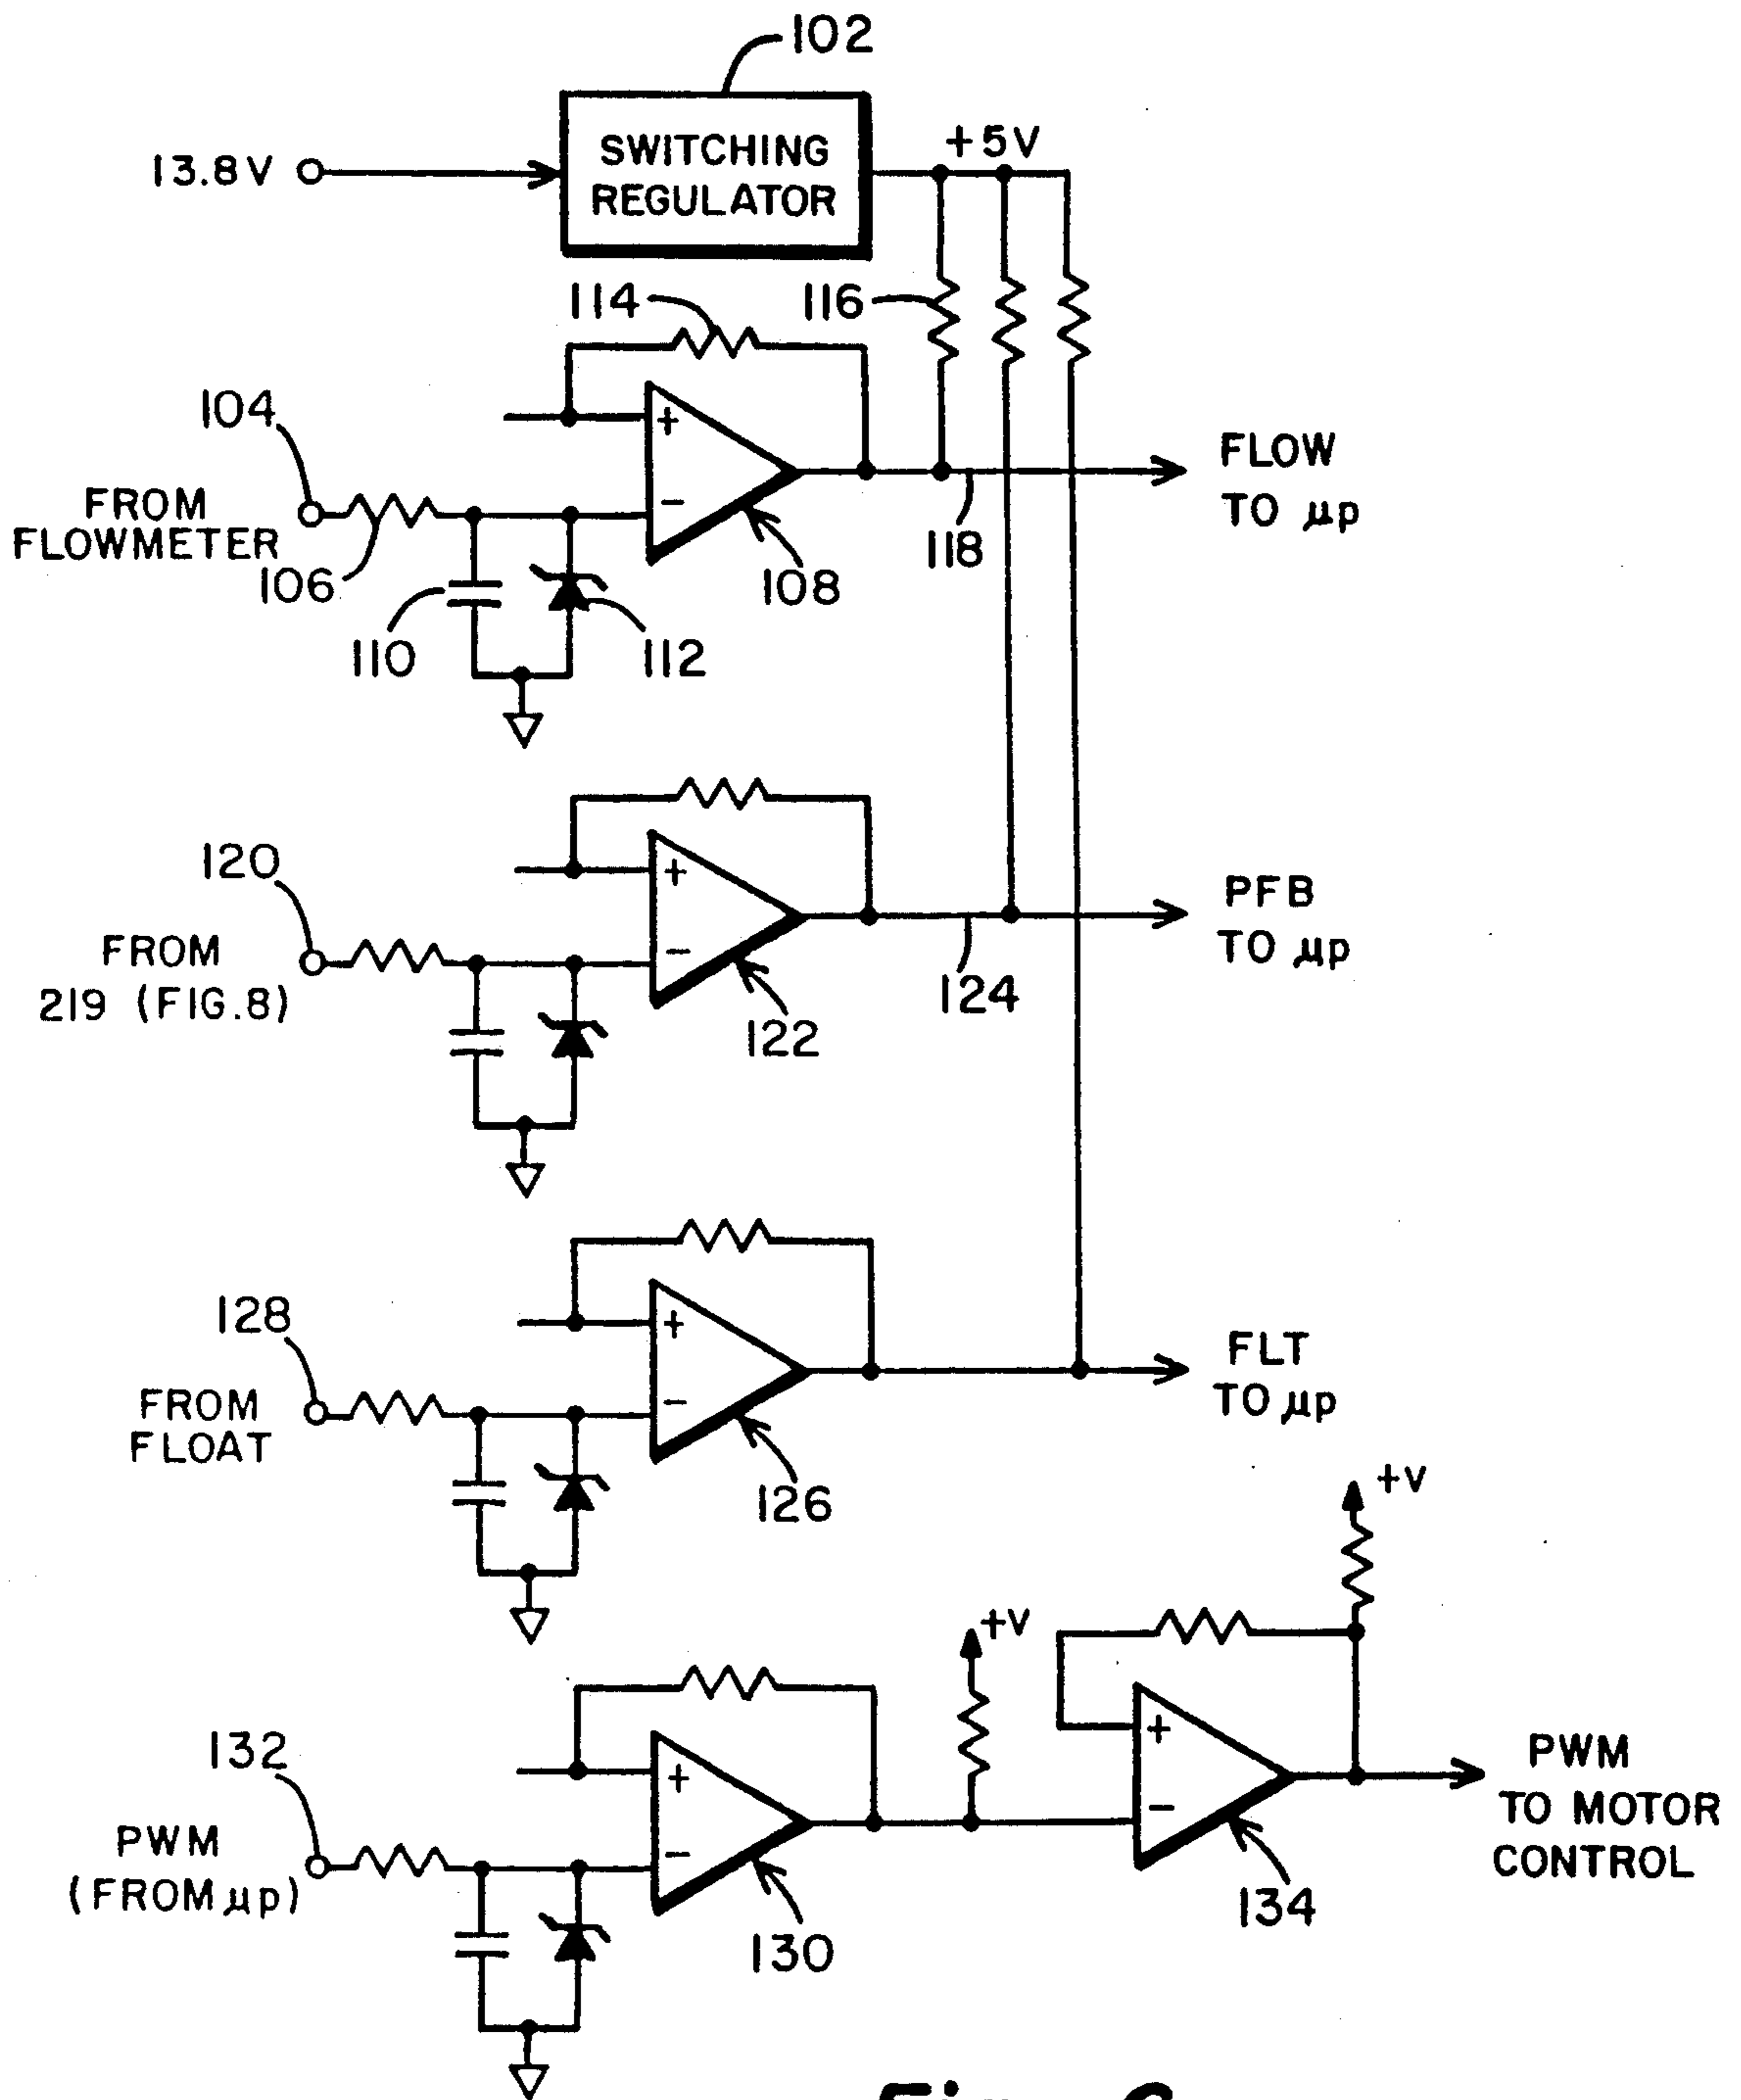 102
13.8V
SWITCHING
REGULATOR
+5V
114
116
104
+
FLOW
TO µp
FROM
FLOWMETER
−
118
106
108
110
112
120
+
PFB
TO µp
FROM
219 (FIG.8)
−
124
122
128
+
FLT
TO µp
FROM
FLOAT
−
126
+V
+V
132
+
+
PWM
TO MOTOR
CONTROL
PWM
(FROM µp)
−
−
134
130